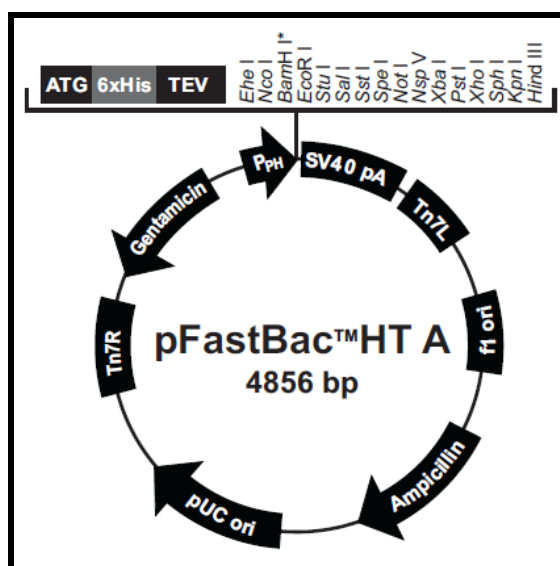 ATG 6xHis TEV
Ehe I
Nco I
BamH I*
EcoR I
Stu I
Sal I
Sst I
Spe I
Not I
Nsp V
Xba I
Pst I
Xho I
Sph I
Kpn I
Hind III
PPH
SV40 pA
Tn7L
f1 ori
Ampicillin
pUC ori
Tn7R
Gentamicin
pFastBac™HT A
4856 bp